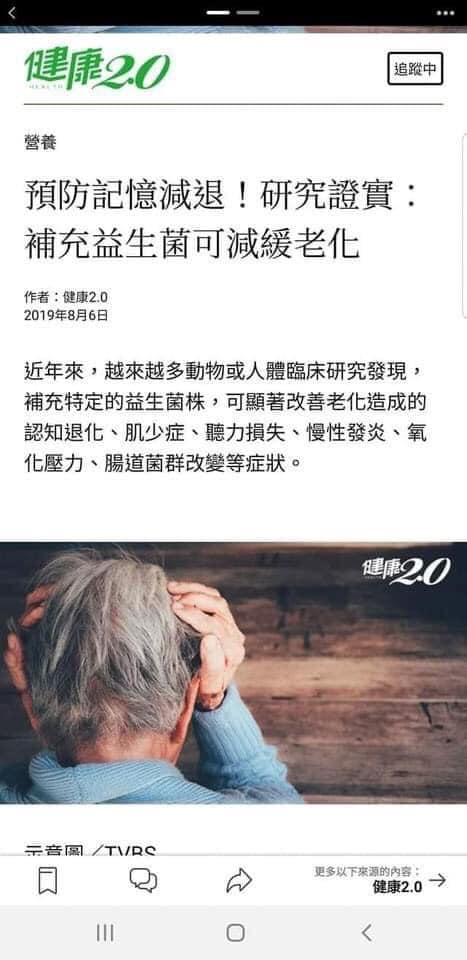 健康2.0
HEALTH
追蹤中
營養
預防記憶減退！研究證實：
補充益生菌可減緩老化
作者：健康2.0
2019年8月6日
近年來，越來越多動物或人體臨床研究發現，
補充特定的益生菌株，可顯著改善老化造成的
認知退化、肌少症、聽力損失、慢性發炎、氧
化壓力、腸道菌群改變等症狀。
健康2.0
HEALTH
示意圖／TVBS
更多以下來源的內容：
健康2.0